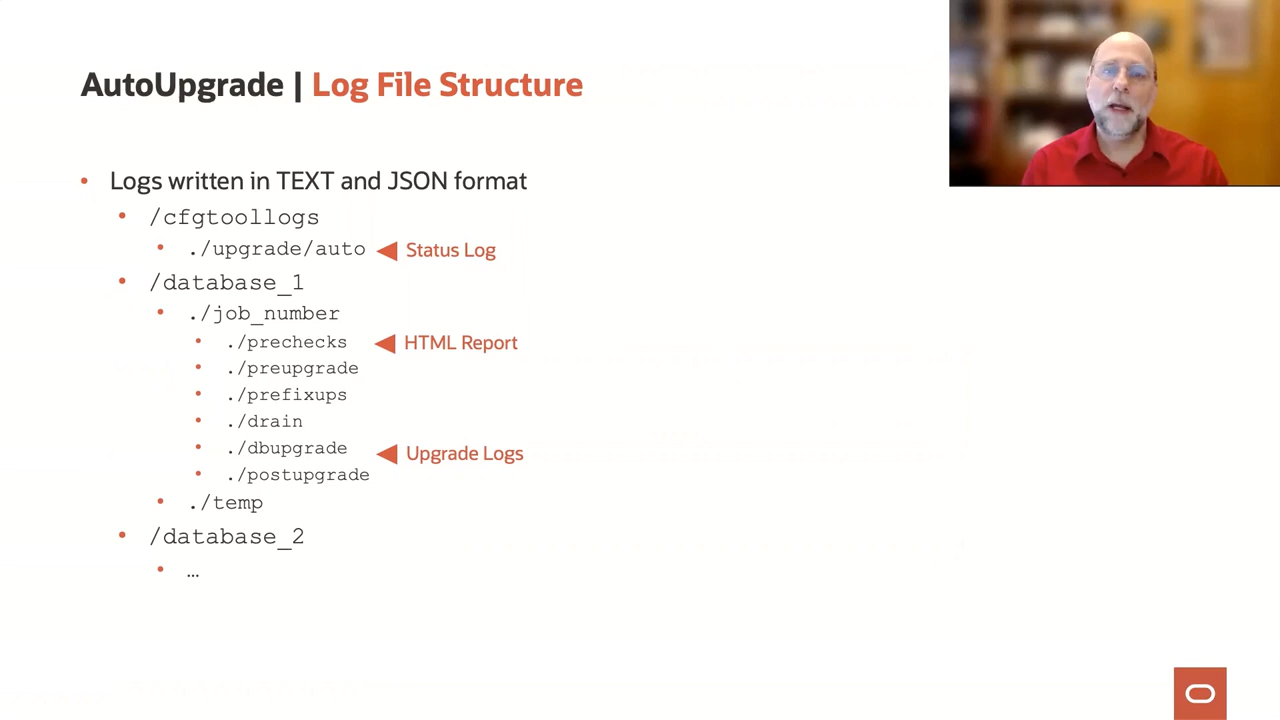 AutoUpgrade | Log File Structure
• Logs written in TEXT and JSON format
• /cfgtoollogs
• ./upgrade/auto ◀ Status Log
• /database_1
• ./job_number
• ./prechecks ◀ HTML Report
• ./preupgrade
• ./prefixups
• ./drain
• ./dbupgrade ◀ Upgrade Logs
• ./postupgrade
• ./temp
• /database_2
• …